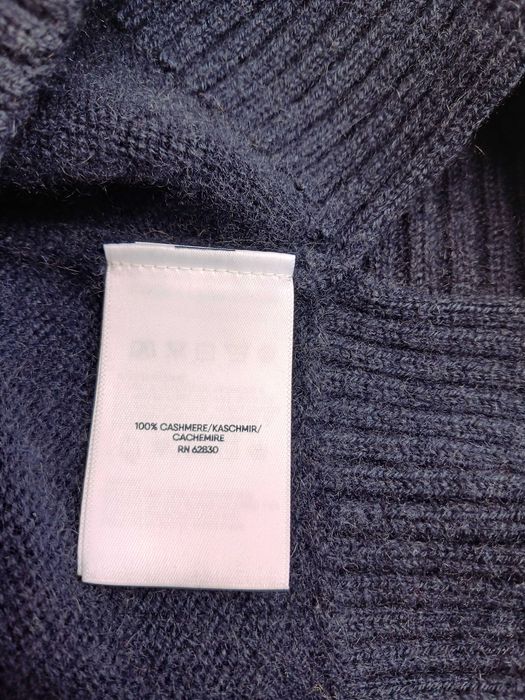 100% CASHMERE/KASCHMIR/
CACHEMIRE
RN 62830